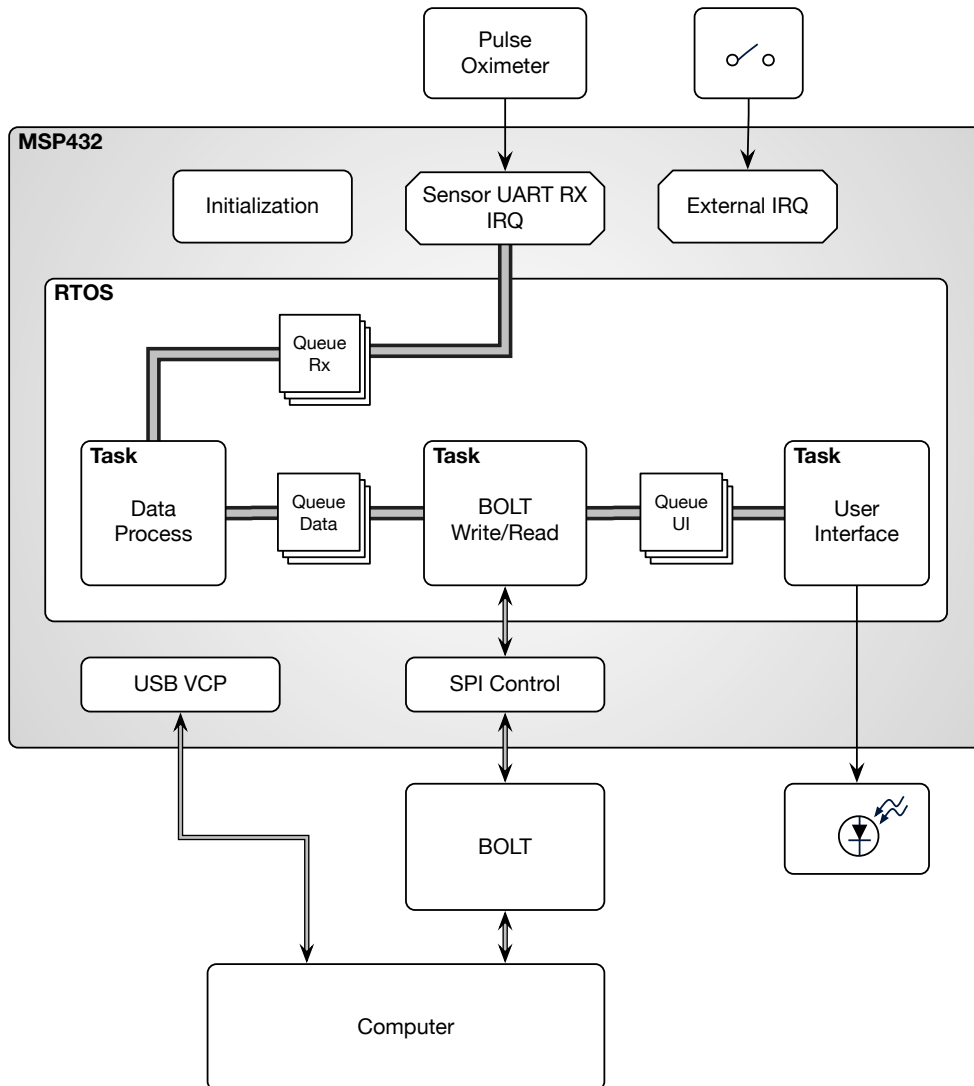 Pulse
Oximeter
MSP432
Initialization
Sensor UART RX
IRQ
External IRQ
RTOS
Queue
Rx
Task
Data
Process
Queue
Data
Task
BOLT
Write/Read
Queue
UI
Task
User
Interface
USB VCP
SPI Control
BOLT
Computer